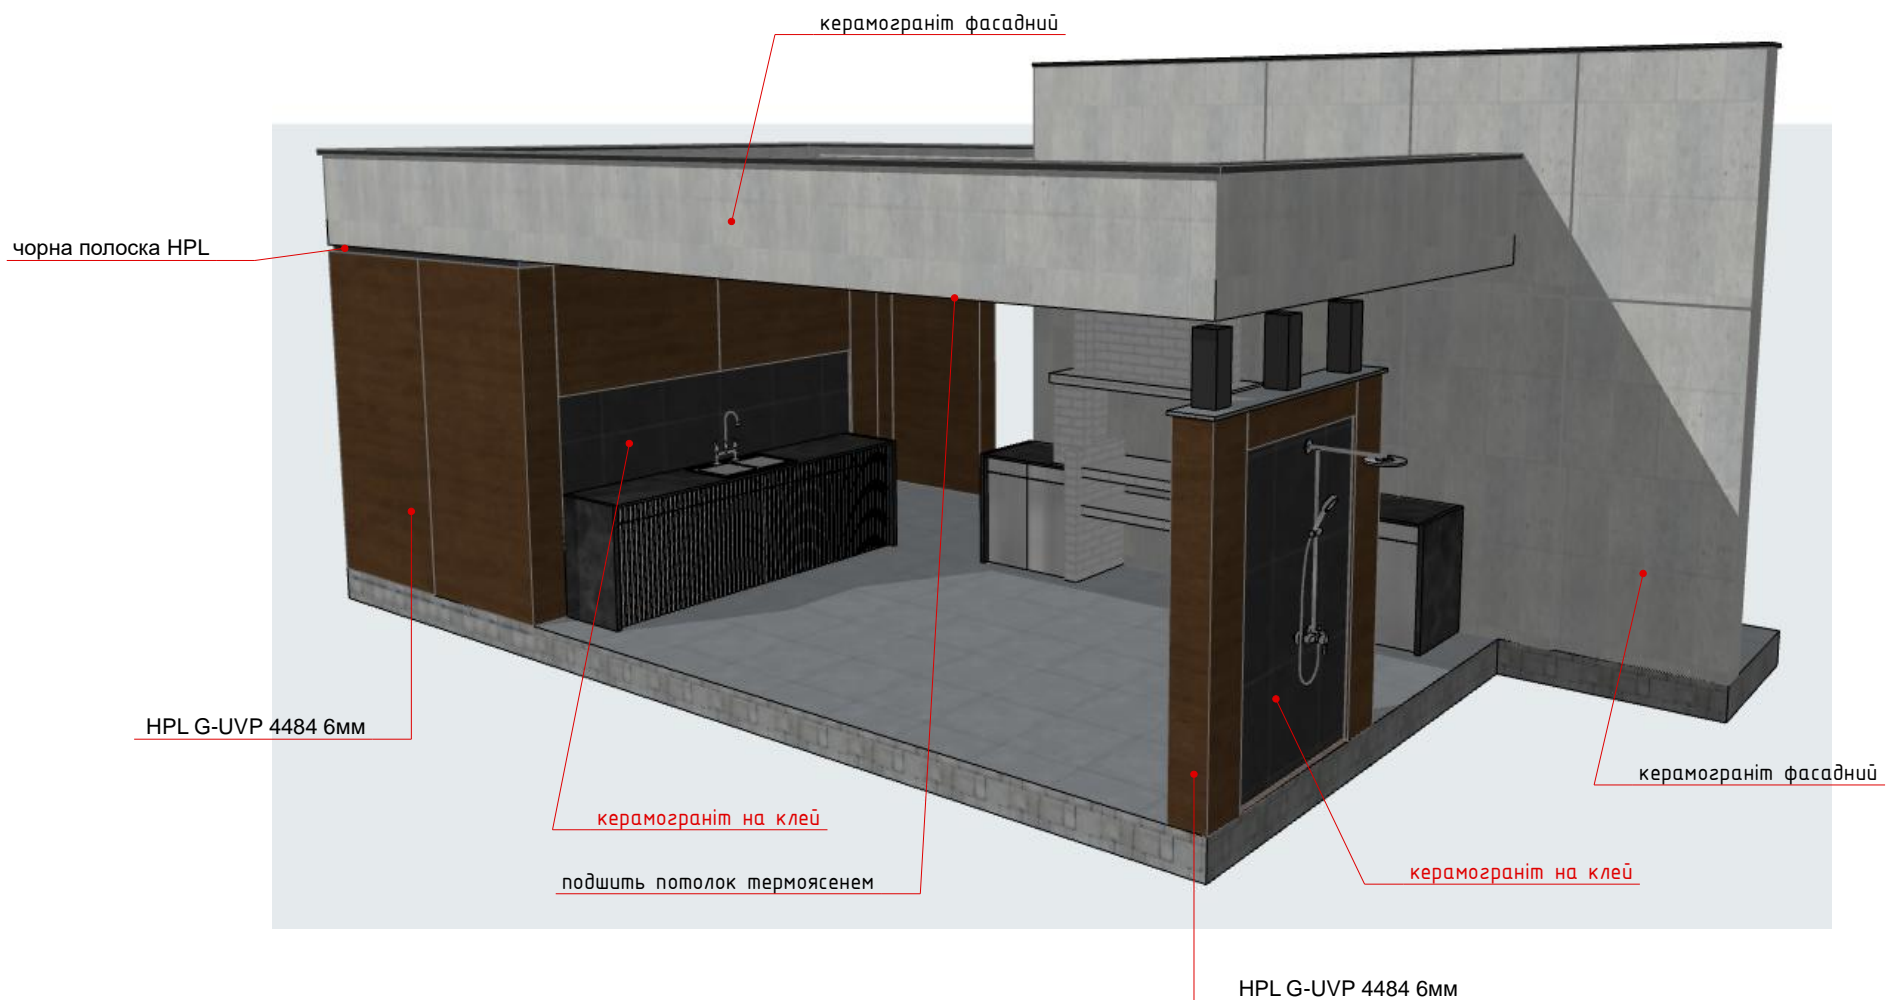 керамограніт фасадний
чорна полоска HPL
HPL G-UVP 4484 6мм
керамограніт фасадний
керамограніт на клей
керамограніт на клей
подшить потолок термоясенем
HPL G-UVP 4484 6мм